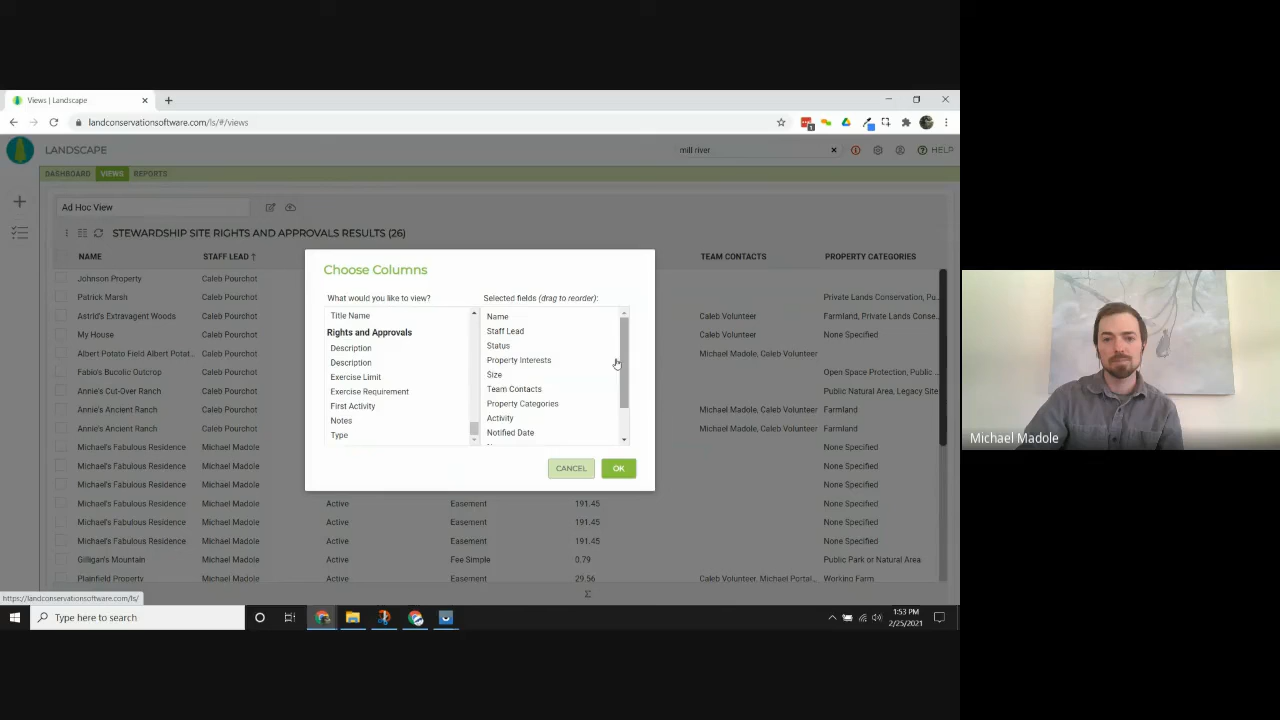 Views | Landscape
landconservationsoftware.com/ls/#/views
LANDSCAPE
mill river
HELP
DASHBOARD VIEWS REPORTS
Ad Hoc View
STEWARDSHIP SITE RIGHTS AND APPROVALS RESULTS (26)
NAME STAFF LEAD TEAM CONTACTS PROPERTY CATEGORIES
Johnson Property Caleb Pourchot
Patrick Marsh Caleb Pourchot Private Lands Conservation, Pu...
Astrid's Extravagent Woods Caleb Pourchot Caleb Volunteer Farmland, Private Lands Conse...
My House Caleb Pourchot Caleb Volunteer None Specified
Albert Potato Field Albert Potat... Caleb Pourchot Michael Madole, Caleb Volunteer
Fabio's Bucolic Outcrop Caleb Pourchot Open Space Protection, Public ...
Annie's Cut-Over Ranch Caleb Pourchot Public Natural Area, Legacy Site
Annie's Ancient Ranch Caleb Pourchot Michael Madole, Caleb Volunteer Farmland
Annie's Ancient Ranch Caleb Pourchot Michael Madole, Caleb Volunteer Farmland
Michael's Fabulous Residence Michael Madole None Specified
Michael's Fabulous Residence Michael Madole None Specified
Michael's Fabulous Residence Michael Madole None Specified
Michael's Fabulous Residence Michael Madole Active Easement 191.45 None Specified
Michael's Fabulous Residence Michael Madole Active Easement 191.45 None Specified
Michael's Fabulous Residence Michael Madole Active Easement 191.45 None Specified
Gilligan's Mountain Michael Madole Active Fee Simple 0.79 Public Park or Natural Area
Plainfield Property Michael Madole Active Easement 29.56 Caleb Volunteer, Michael Portal... Working Farm
Σ
Choose Columns
What would you like to view?
Title Name
Rights and Approvals
Description
Description
Exercise Limit
Exercise Requirement
First Activity
Notes
Type
Selected fields (drag to reorder):
Name
Staff Lead
Status
Property Interests
Size
Team Contacts
Property Categories
Activity
Notified Date
CANCEL OK
https://landconservationsoftware.com/ls/
Type here to search
1:53 PM
2/25/2021
Michael Madole